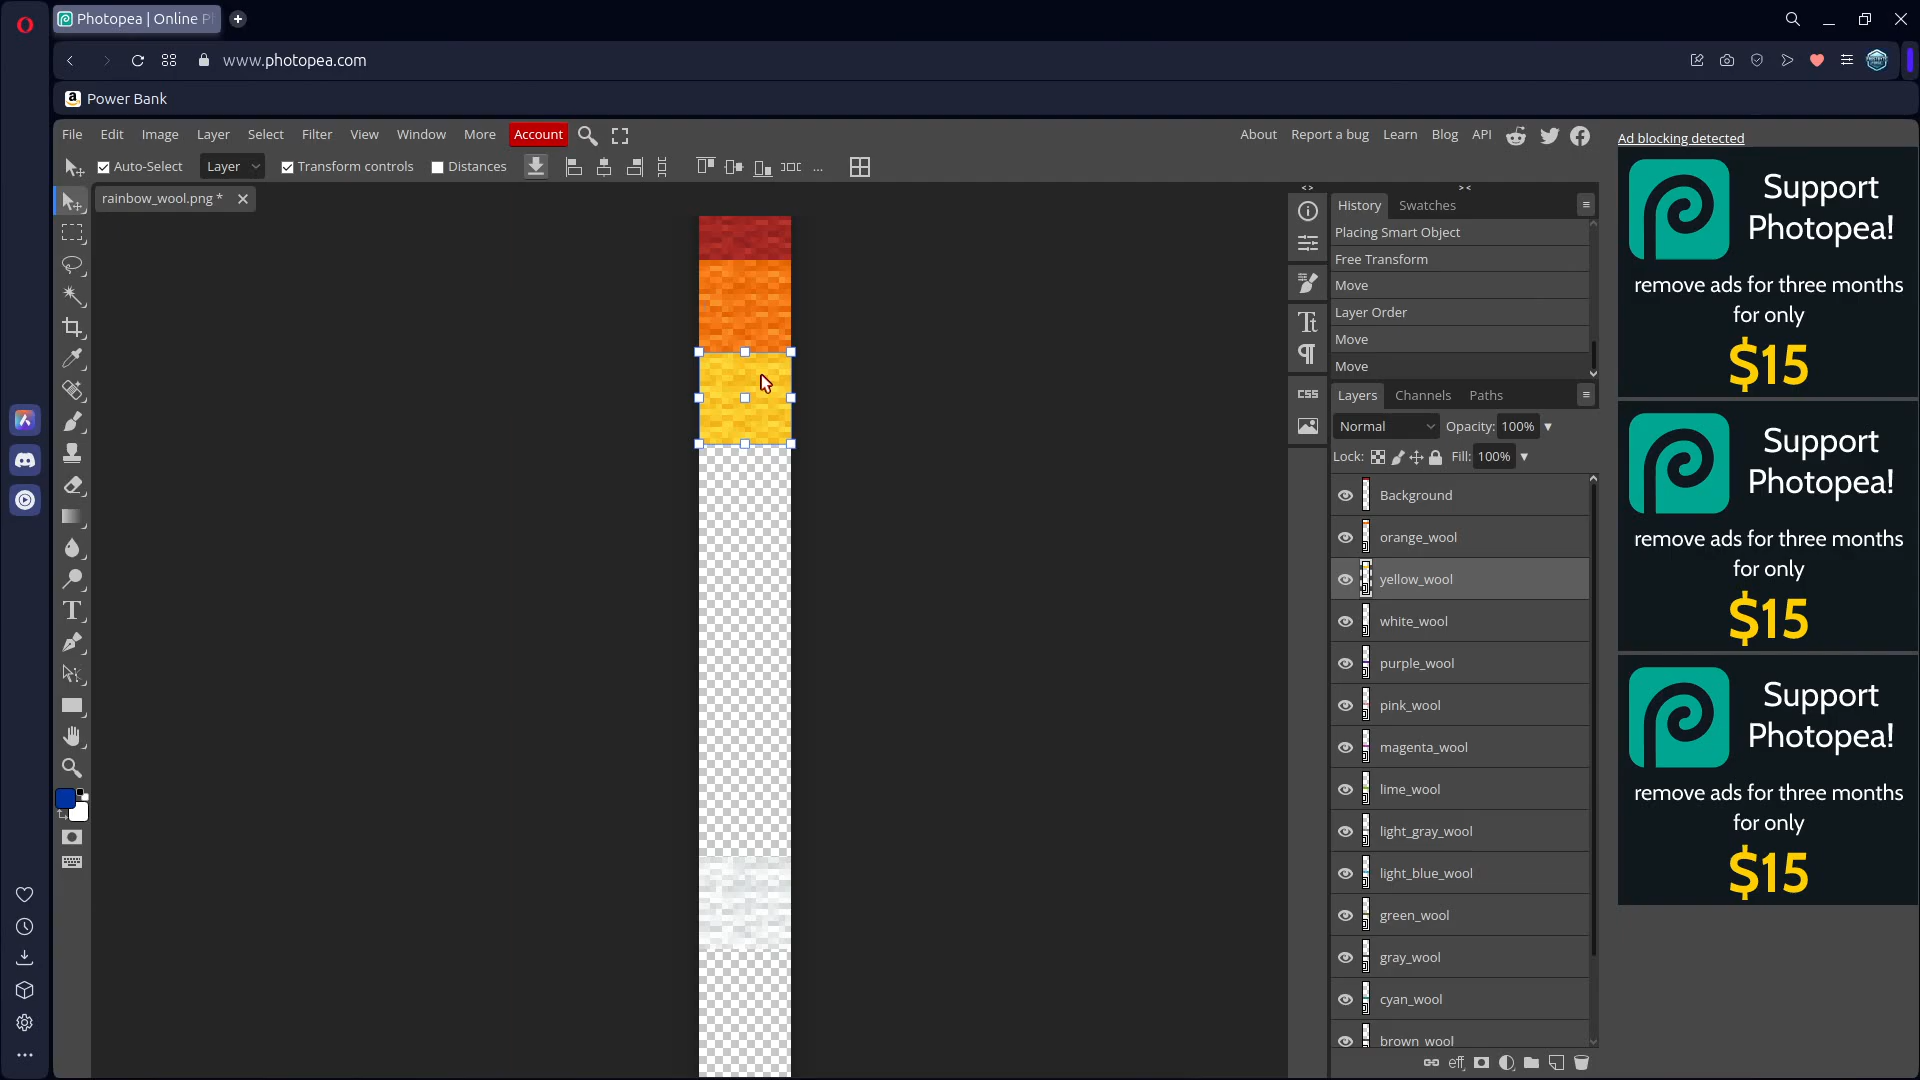 Photopea | Online P
www.photopea.com
Power Bank
File Edit Image Layer Select Filter View Window More Account
About Report a bug Learn Blog API
Auto-Select Layer Transform controls Distances ...
rainbow_wool.png *
History Swatches
Placing Smart Object
Free Transform
Move
Layer Order
Move
Move
CSS
Layers Channels Paths
Normal Opacity: 100%
Lock: Fill: 100%
Background
orange_wool
yellow_wool
white_wool
purple_wool
pink_wool
magenta_wool
lime_wool
light_gray_wool
light_blue_wool
green_wool
gray_wool
cyan_wool
brown_wool
eff
Ad blocking detected
Support
Photopea!
remove ads for three months
for only
$15
Support
Photopea!
remove ads for three months
for only
$15
Support
Photopea!
remove ads for three months
for only
$15